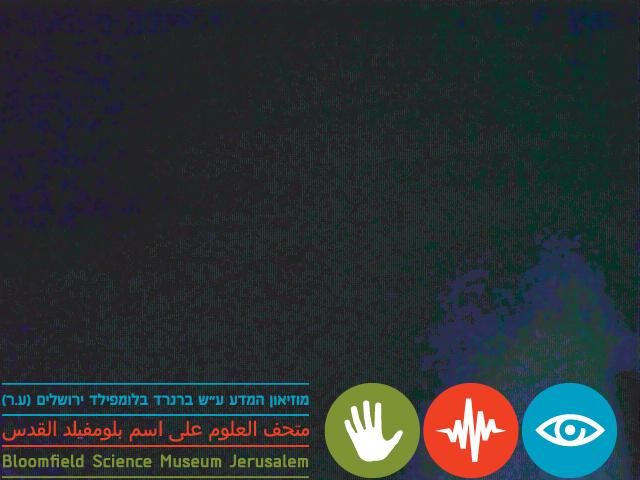 מוזיאון המדע ע״ש ברנרד בלומפילד ירושלים (ע.ר)
متحف العلوم على اسم بلومفيلد القدس
Bloomfield Science Museum Jerusalem